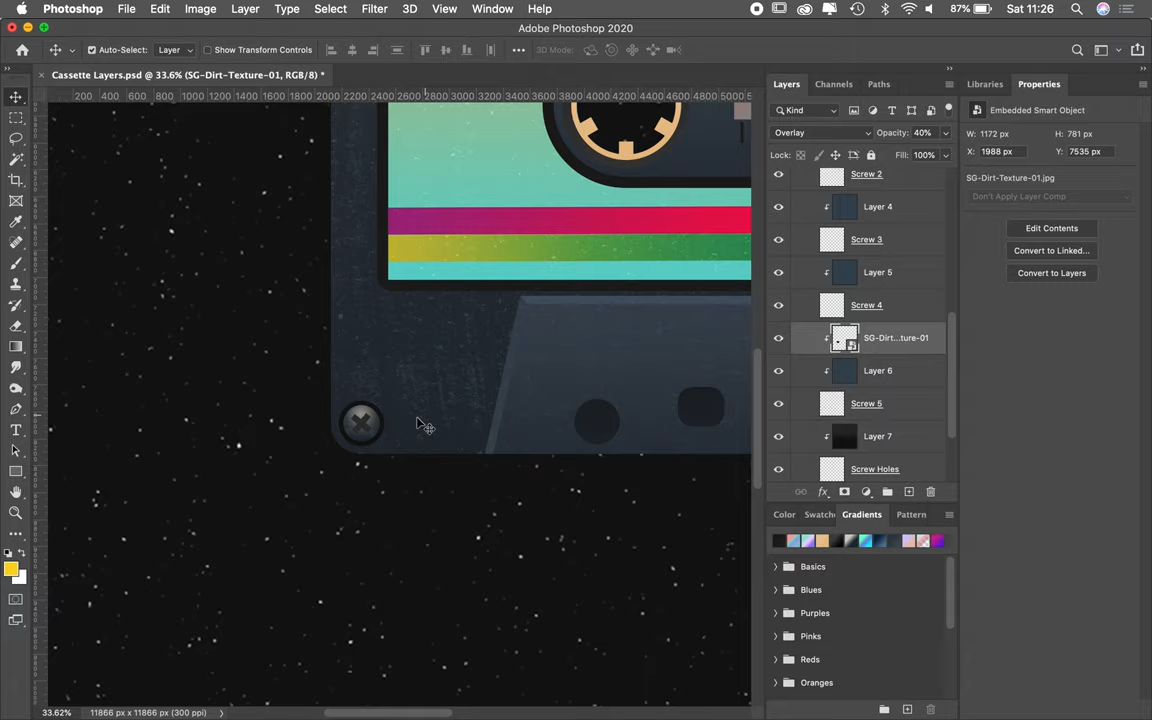 Photoshop File Edit Image Layer Type Select Filter 3D View Window Help 87% Sat 11:26
Adobe Photoshop 2020
Auto-Select: Layer Show Transform Controls 3D Mode:
Cassette Layers.psd @ 33.6% (SG-Dirt-Texture-01, RGB/8) *
200 400 600 800 1000 1200 1400 1600 1800 2000 2200 2400 2600 2800 3000 3200 3400 3600 3800 4000 4200 4400 4600 4800 5000
Layers Channels Paths
Kind
Overlay Opacity: 40%
Lock: Fill: 100%
Screw 2
Layer 4
Screw 3
Layer 5
Screw 4
SG-Dirt...ture-01
Layer 6
Screw 5
Layer 7
Screw Holes
fx
Color Swatche Gradients Pattern
Basics
Blues
Purples
Pinks
Reds
Oranges
Libraries Properties
Embedded Smart Object
W: 1172 px H: 781 px
X: 1988 px Y: 7535 px
SG-Dirt-Texture-01.jpg
Don't Apply Layer Comp
Edit Contents
Convert to Linked...
Convert to Layers
33.62% 11866 px x 11866 px (300 ppi)